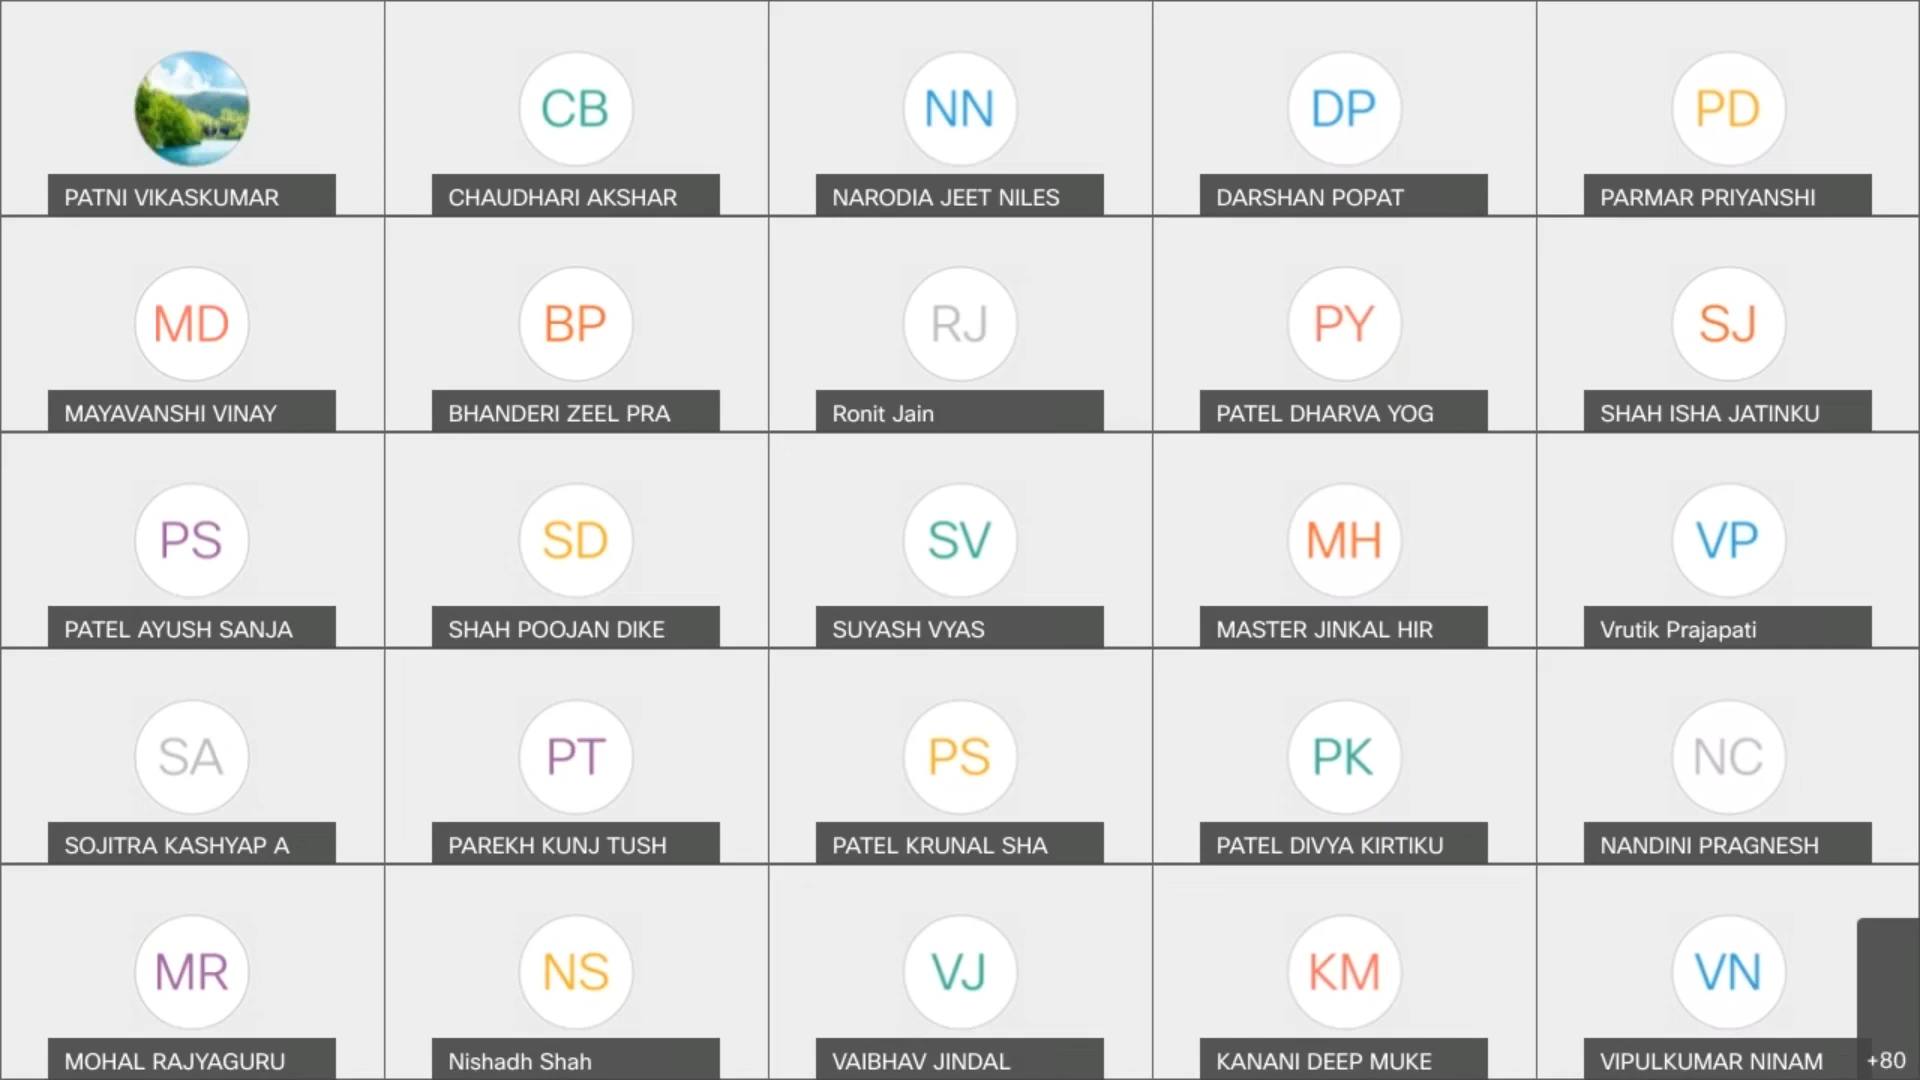 CB
NN
DP
PD
PATNI VIKASKUMAR
CHAUDHARI AKSHAR
NARODIA JEET NILES
DARSHAN POPAT
PARMAR PRIYANSHI
MD
BP
RJ
PY
SJ
MAYAVANSHI VINAY
BHANDERI ZEEL PRA
Ronit Jain
PATEL DHARVA YOG
SHAH ISHA JATINKU
PS
SD
SV
MH
VP
PATEL AYUSH SANJA
SHAH POOJAN DIKE
SUYASH VYAS
MASTER JINKAL HIR
Vrutik Prajapati
SA
PT
PS
PK
NC
SOJITRA KASHYAP A
PAREKH KUNJ TUSH
PATEL KRUNAL SHA
PATEL DIVYA KIRTIKU
NANDINI PRAGNESH
MR
NS
VJ
KM
VN
MOHAL RAJYAGURU
Nishadh Shah
VAIBHAV JINDAL
KANANI DEEP MUKE
VIPULKUMAR NINAM
+80